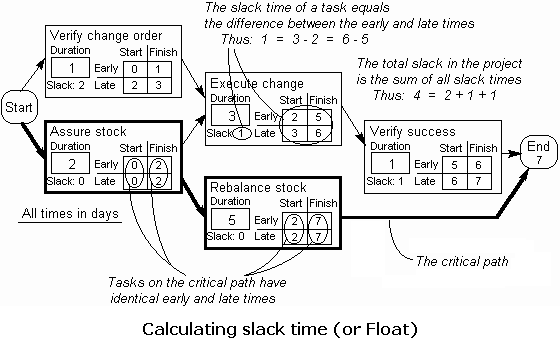 The slack time of a task equals
the difference between the early and late times
Thus: 1 = 3 - 2 = 6 - 5
Verify change order
Duration Start Finish
1 Early 0 1
Slack: 2 Late 2 3
The total slack in the project
is the sum of all slack times
Thus: 4 = 2 + 1 + 1
Start
Execute change
Duration Start Finish
3 Early 2 5
Slack: 1 Late 3 6
Assure stock
Duration Start Finish
2 Early 0 2
Slack: 0 Late 0 2
Verify success
Duration Start Finish
1 Early 5 6
Slack: 1 Late 6 7
End
7
Rebalance stock
Duration Start Finish
5 Early 2 7
Slack: 0 Late 2 7
All times in days
The critical path
Tasks on the critical path have
identical early and late times
Calculating slack time (or Float)